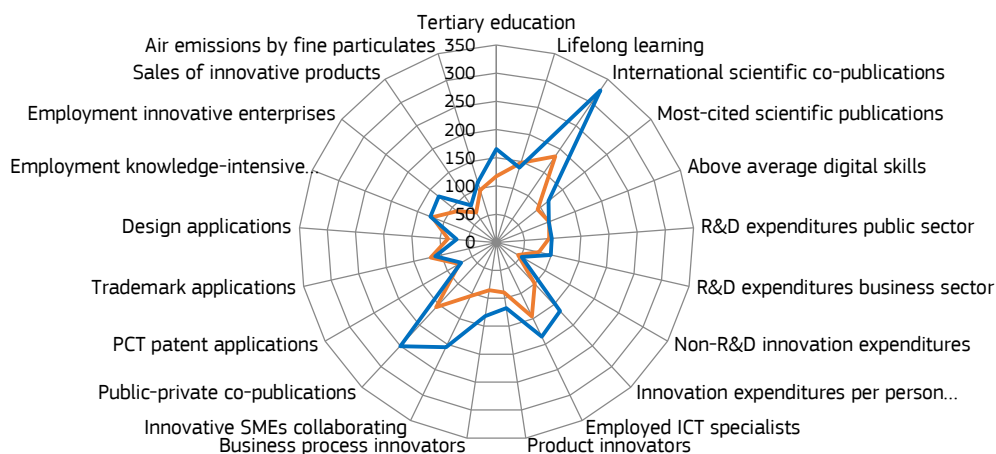 Tertiary education
Lifelong learning
International scientific co-publications
Most-cited scientific publications
Above average digital skills
R&D expenditures public sector
R&D expenditures business sector
Non-R&D innovation expenditures
Innovation expenditures per person...
Employed ICT specialists
Product innovators
Business process innovators
Innovative SMEs collaborating
Public-private co-publications
PCT patent applications
Trademark applications
Design applications
Employment knowledge-intensive...
Employment innovative enterprises
Sales of innovative products
Air emissions by fine particulates
350
300
250
200
150
100
50
0